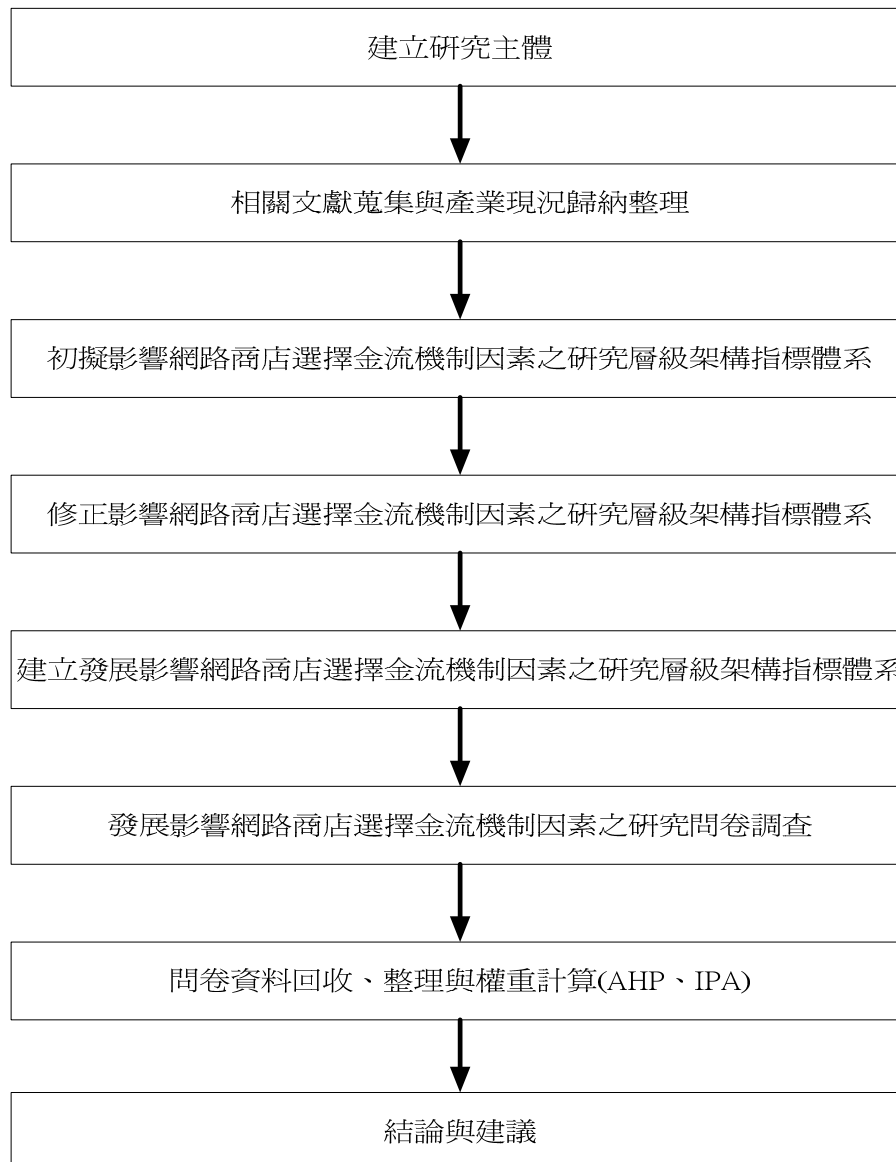 建立研究主體
相關文獻蒐集與產業現況歸納整理
初擬影響網路商店選擇金流機制因素之研究層級架構指標體系
修正影響網路商店選擇金流機制因素之研究層級架構指標體系
建立發展影響網路商店選擇金流機制因素之研究層級架構指標體系
發展影響網路商店選擇金流機制因素之研究問卷調查
問卷資料回收、整理與權重計算(AHP、IPA)
結論與建議